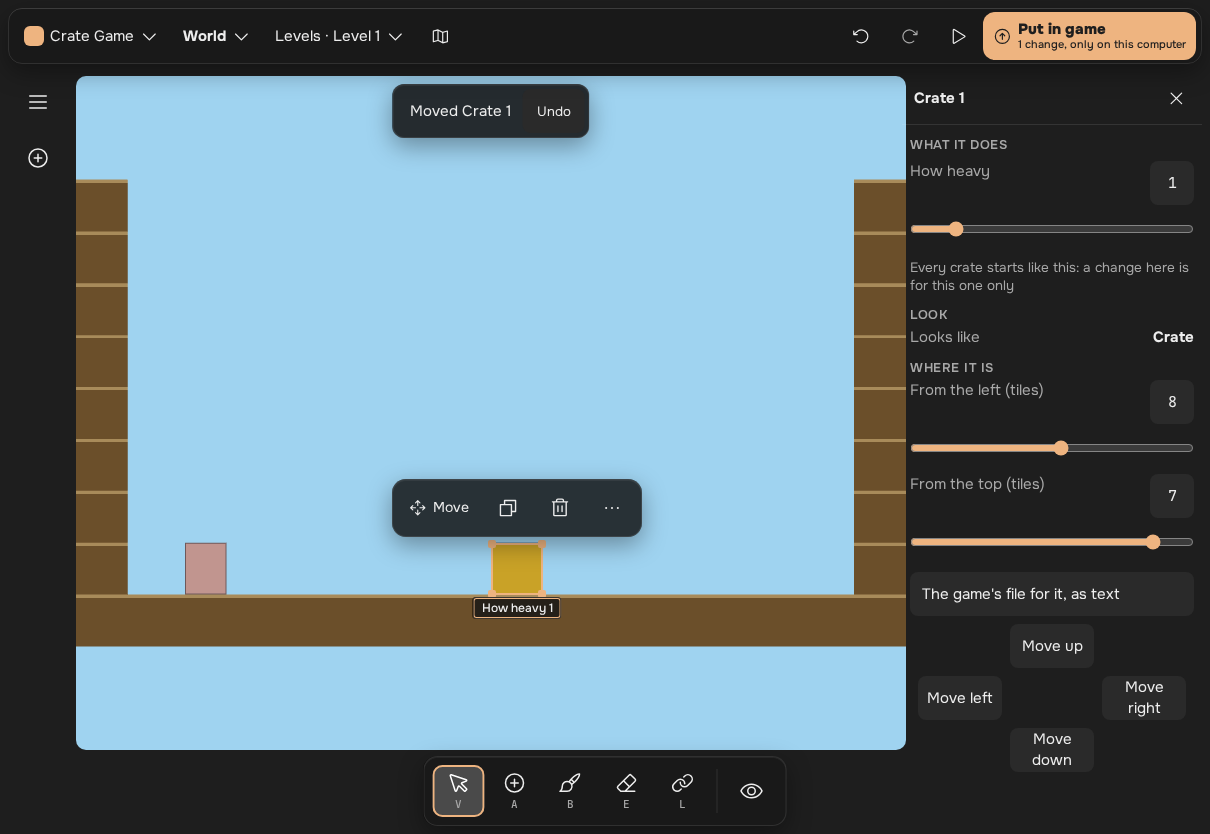 Crate Game
World
Levels · Level 1
Put in game
1 change, only on this computer
Moved Crate 1
Undo
Crate 1
WHAT IT DOES
How heavy
1
Every crate starts like this: a change here is
for this one only
LOOK
Looks like
Crate
WHERE IT IS
From the left (tiles)
8
From the top (tiles)
7
The game's file for it, as text
Move up
Move left
Move
right
Move
down
Move
How heavy 1
V
A
B
E
L